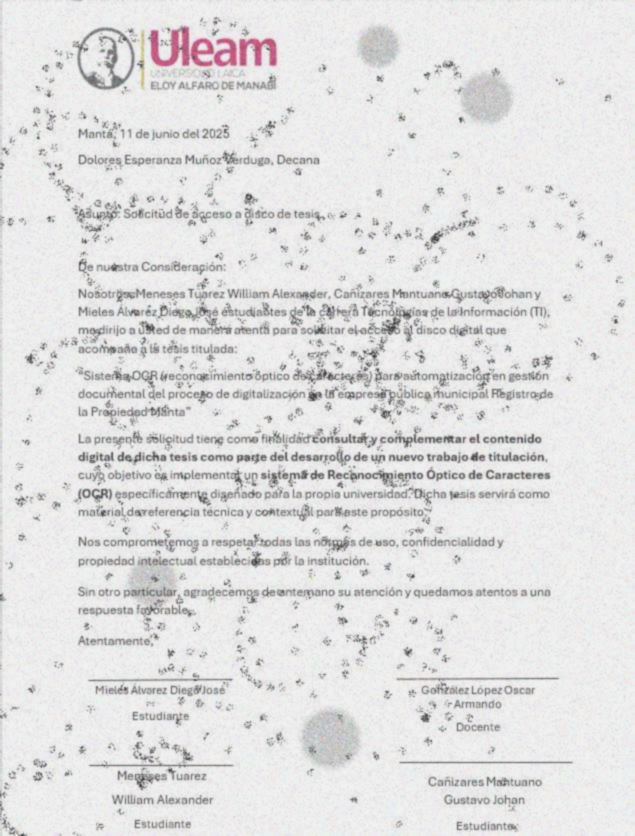 Uleam
UNIVERSIDAD LAICA
ELOY ALFARO DE MANABÍ
Manta, 11 de junio del 2025
Dolores Esperanza Muñoz Verduga, Decana
Asunto: Solicitud de acceso a disco de tesis.
De nuestra Consideración:
Nosotros, Meneses Tuarez William Alexander, Cañizares Mantuano Gustavo Johan y
Mieles Álvarez Diego José estudiantes de la carrera Tecnologías de la Información (TI),
me dirijo a usted de manera atenta para solicitar el acceso al disco digital que
acompaña a la tesis titulada:
"Sistema OCR (reconocimiento óptico de caracteres) para automatización en gestión
documental del proceso de digitalización en la empresa pública municipal Registro de
la Propiedad Manta"
La presente solicitud tiene como finalidad consultar y complementar el contenido
digital de dicha tesis como parte del desarrollo de un nuevo trabajo de titulación,
cuyo objetivo es implementar un sistema de Reconocimiento Óptico de Caracteres
(OCR) específicamente diseñado para la propia universidad. Dicha tesis servirá como
material de referencia técnica y contextual para este propósito.
Nos comprometemos a respetar todas las normas de uso, confidencialidad y
propiedad intelectual establecidas por la institución.
Sin otro particular, agradecemos de antemano su atención y quedamos atentos a una
respuesta favorable.
Atentamente,
Mieles Álvarez Diego José
Estudiante
González López Oscar
Armando
Docente
Meneses Tuarez
William Alexander
Estudiante
Cañizares Mantuano
Gustavo Johan
Estudiante